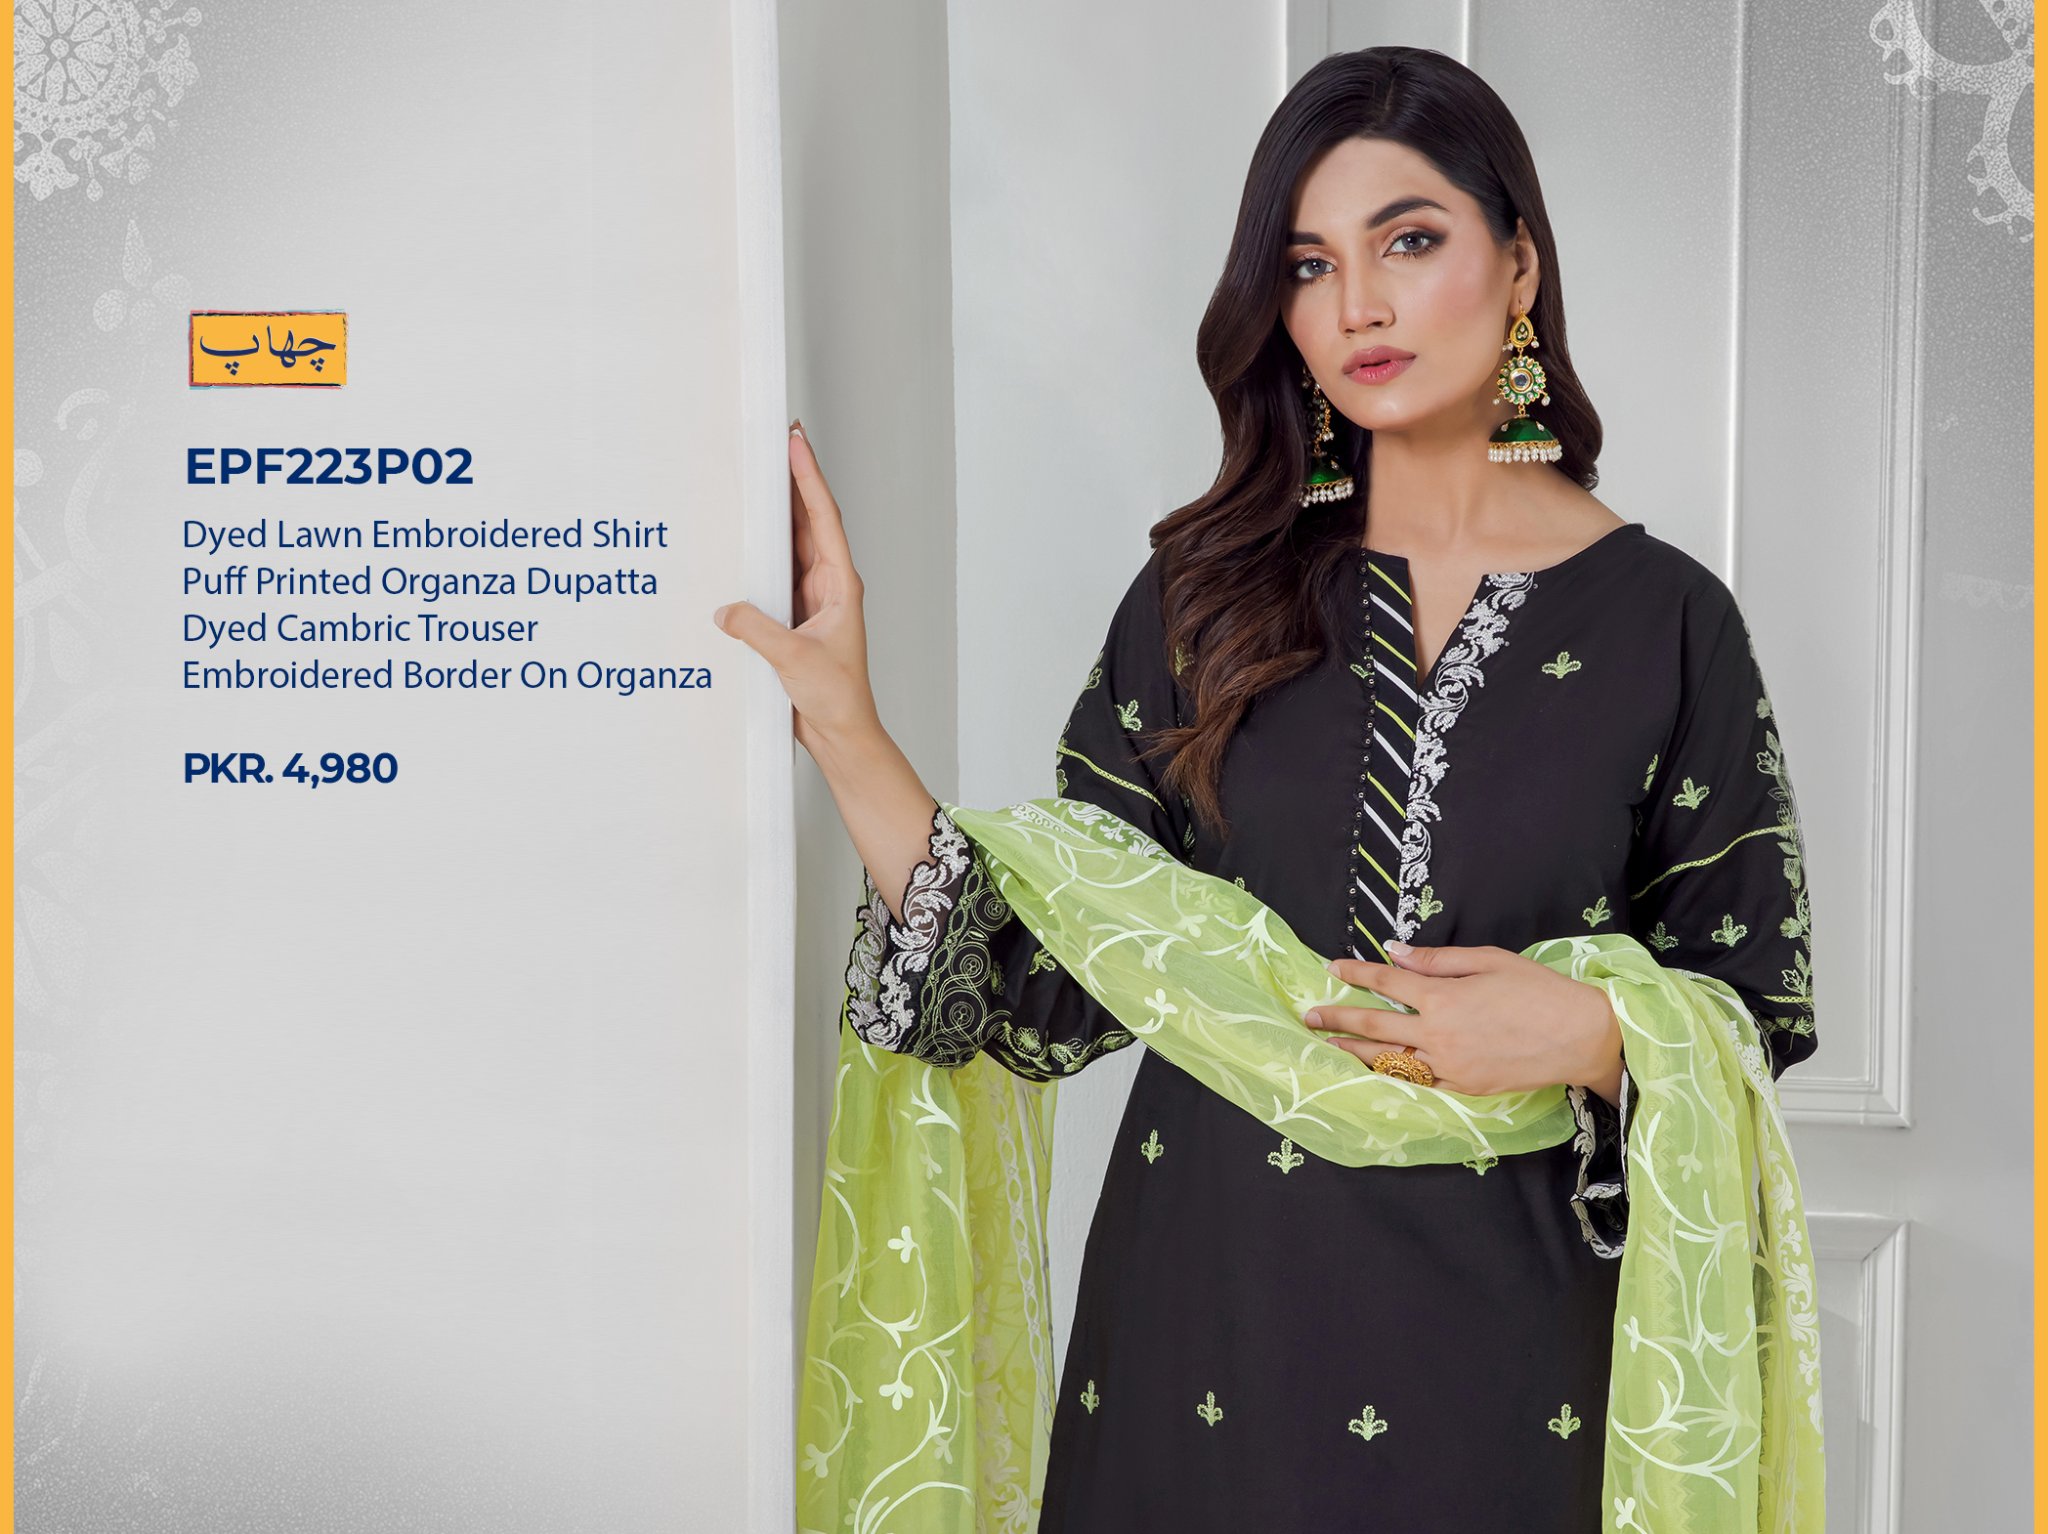 چھاپ
EPF223P02
Dyed Lawn Embroidered Shirt
Puff Printed Organza Dupatta
Dyed Cambric Trouser
Embroidered Border On Organza
PKR. 4,980